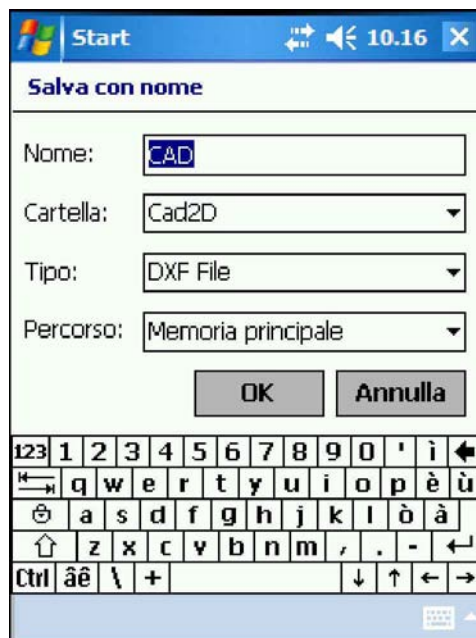 Start 10.16
Salva con nome
Nome: CAD
Cartella: Cad2D
Tipo: DXF File
Percorso: Memoria principale
OK Annulla
123 1 2 3 4 5 6 7 8 9 0 ' ì
q w e r t y u i o p è ù
a s d f g h j k l ò à
z x c v b n m , . -
Ctrl âê \ +